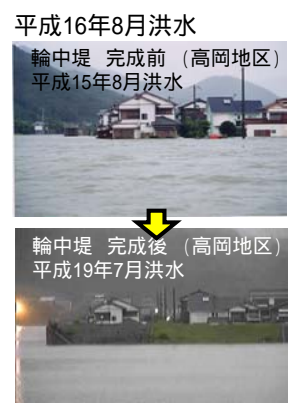 平成16年8月洪水
輪中堤 完成前 (高岡地区)
平成15年8月洪水
輪中堤 完成後 (高岡地区)
平成19年7月洪水